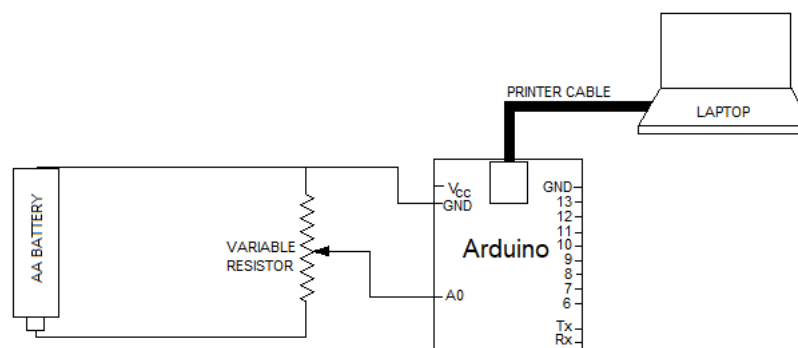 PRINTER CABLE
LAPTOP
AA BATTERY
VARIABLE
RESISTOR
VCC
GND
A0
Arduino
GND
13
12
11
10
9
8
7
6
Tx
Rx